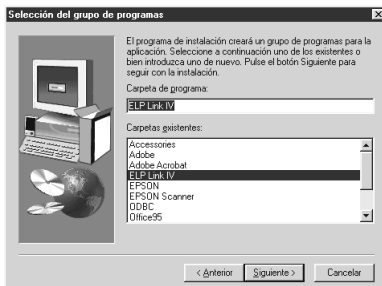 Selección del grupo de programas
El programa de instalación creará un grupo de programas para la
aplicación. Seleccione a continuación uno de los existentes o
bien introduzca uno de nuevo. Pulse el botón Siguiente para
seguir con la instalación.
Carpeta de programa:
ELP Link IV
Carpetas existentes:
Accessories
Adobe
Adobe Acrobat
ELP Link IV
EPSON
EPSON Scanner
ODBC
Office95
< Anterior
Siguiente >
Cancelar